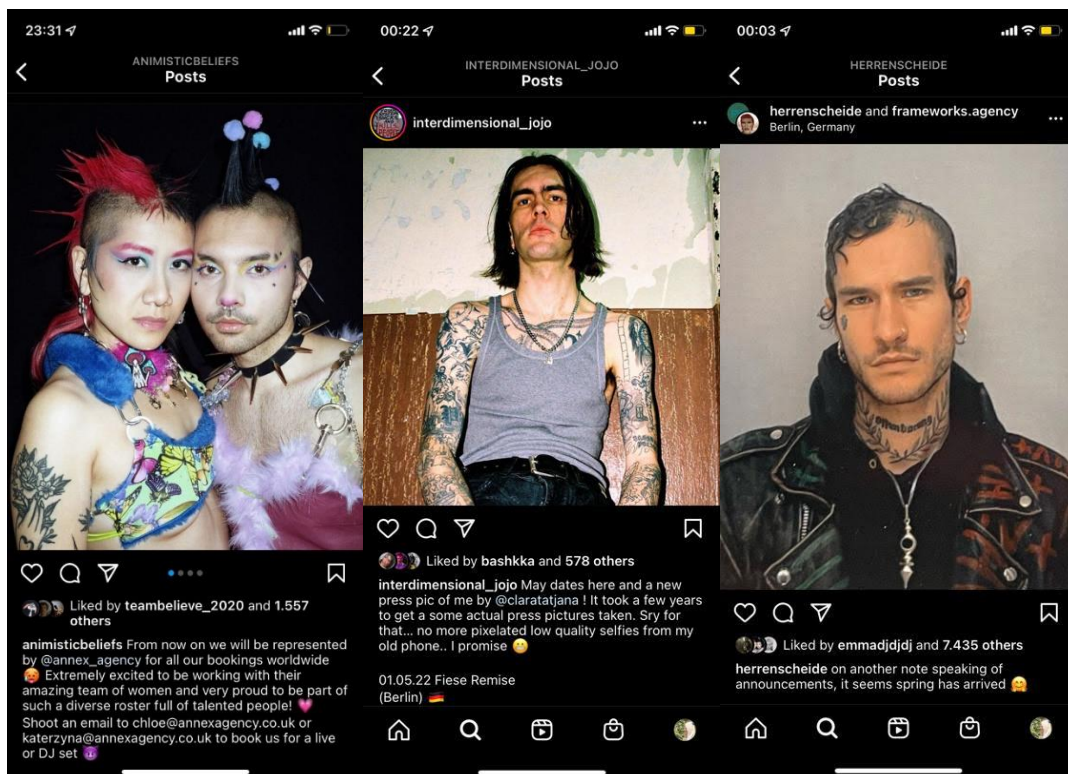 23:31
ANIMISTICBELIEFS
Posts
Liked by teambelieve_2020 and 1.557
others
animisticbeliefs From now on we will be represented
by @annex_agency for all our bookings worldwide
🥵 Extremely excited to be working with their
amazing team of women and very proud to be part of
such a diverse roster full of talented people! 💗
Shoot an email to chloe@annexagency.co.uk or
katerzyna@annexagency.co.uk to book us for a live
or DJ set 😈
00:22
INTERDIMENSIONAL_JOJO
Posts
interdimensional_jojo
Liked by bashkka and 578 others
interdimensional_jojo May dates here and a new
press pic of me by @claratatjana ! It took a few years
to get a some actual press pictures taken. Sry for
that... no more pixelated low quality selfies from my
old phone.. I promise 😬
01.05.22 Fiese Remise
(Berlin) 🇩🇪
00:03
HERRENSCHEIDE
Posts
herrenscheide and frameworks.agency
Berlin, Germany
Liked by emmadjdjdj and 7.435 others
herrenscheide on another note speaking of
announcements, it seems spring has arrived 🤗